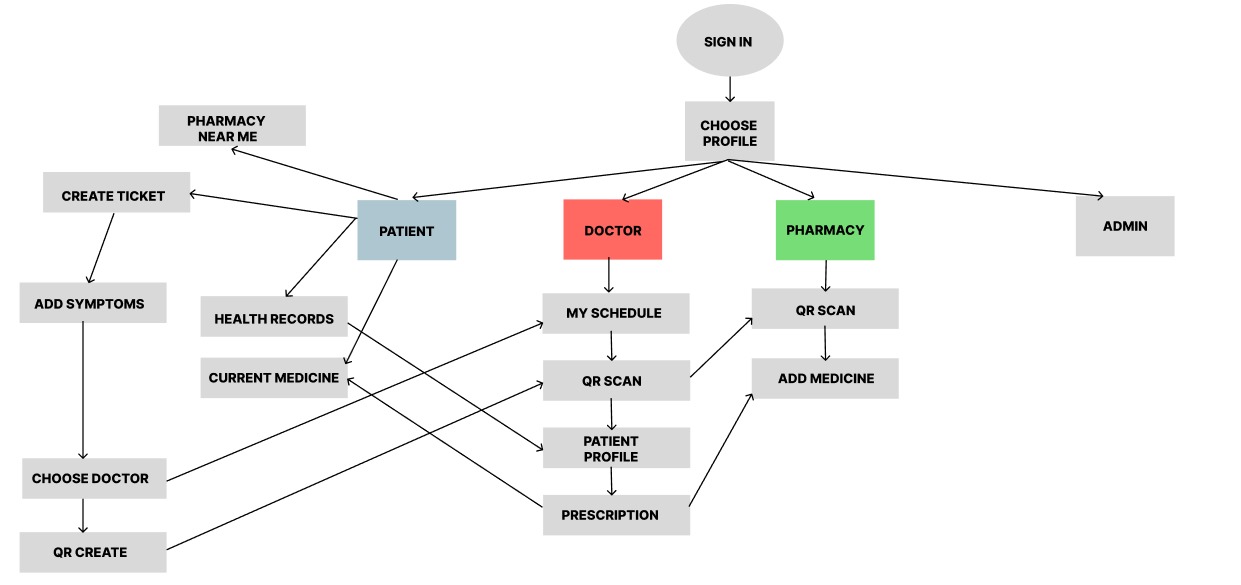 SIGN IN
CHOOSE
PROFILE
PHARMACY
NEAR ME
CREATE TICKET
PATIENT
DOCTOR
PHARMACY
ADMIN
ADD SYMPTOMS
HEALTH RECORDS
MY SCHEDULE
QR SCAN
CURRENT MEDICINE
QR SCAN
ADD MEDICINE
PATIENT
PROFILE
CHOOSE DOCTOR
PRESCRIPTION
QR CREATE